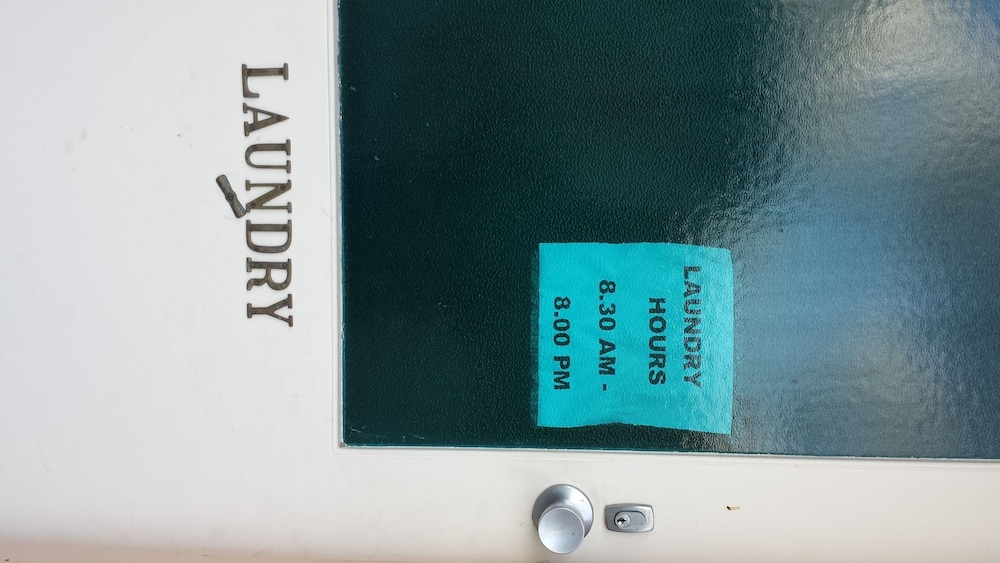 LAUNDRY
HOURS
8.30 AM -
8.00 PM
LAUNDRY